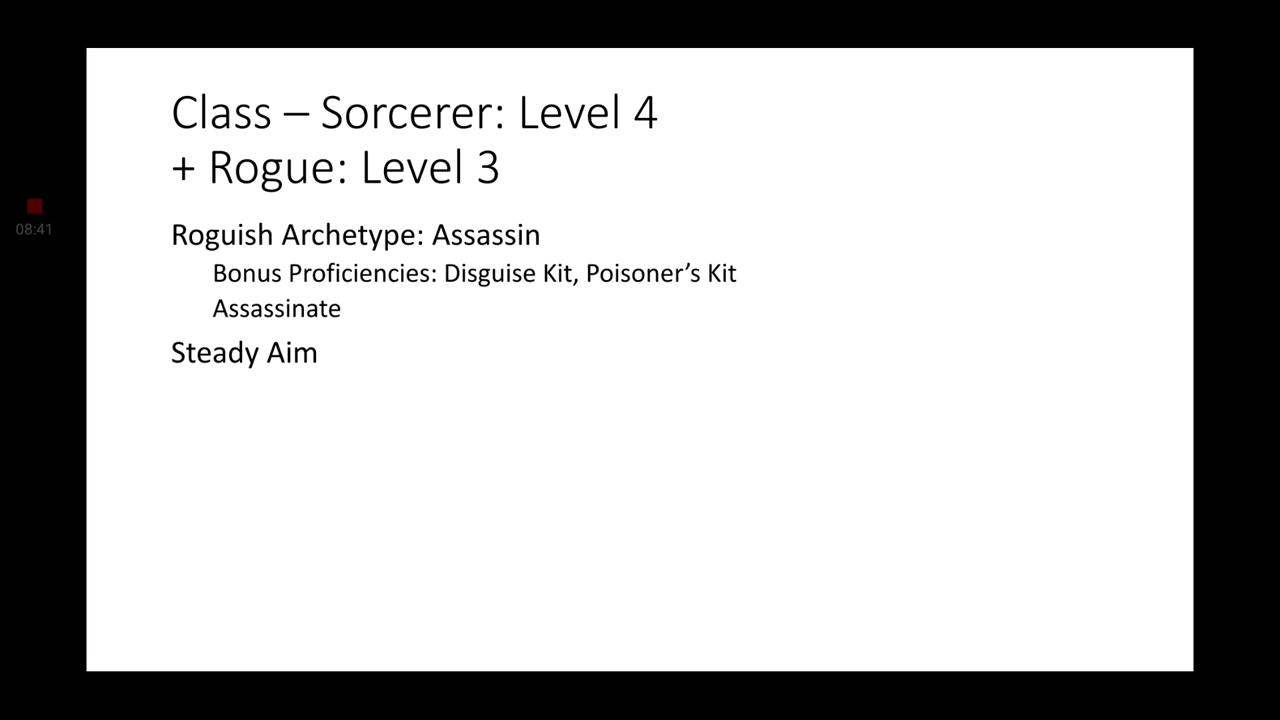 Class – Sorcerer: Level 4
+ Rogue: Level 3
08:41
Roguish Archetype: Assassin
Bonus Proficiencies: Disguise Kit, Poisoner’s Kit
Assassinate
Steady Aim